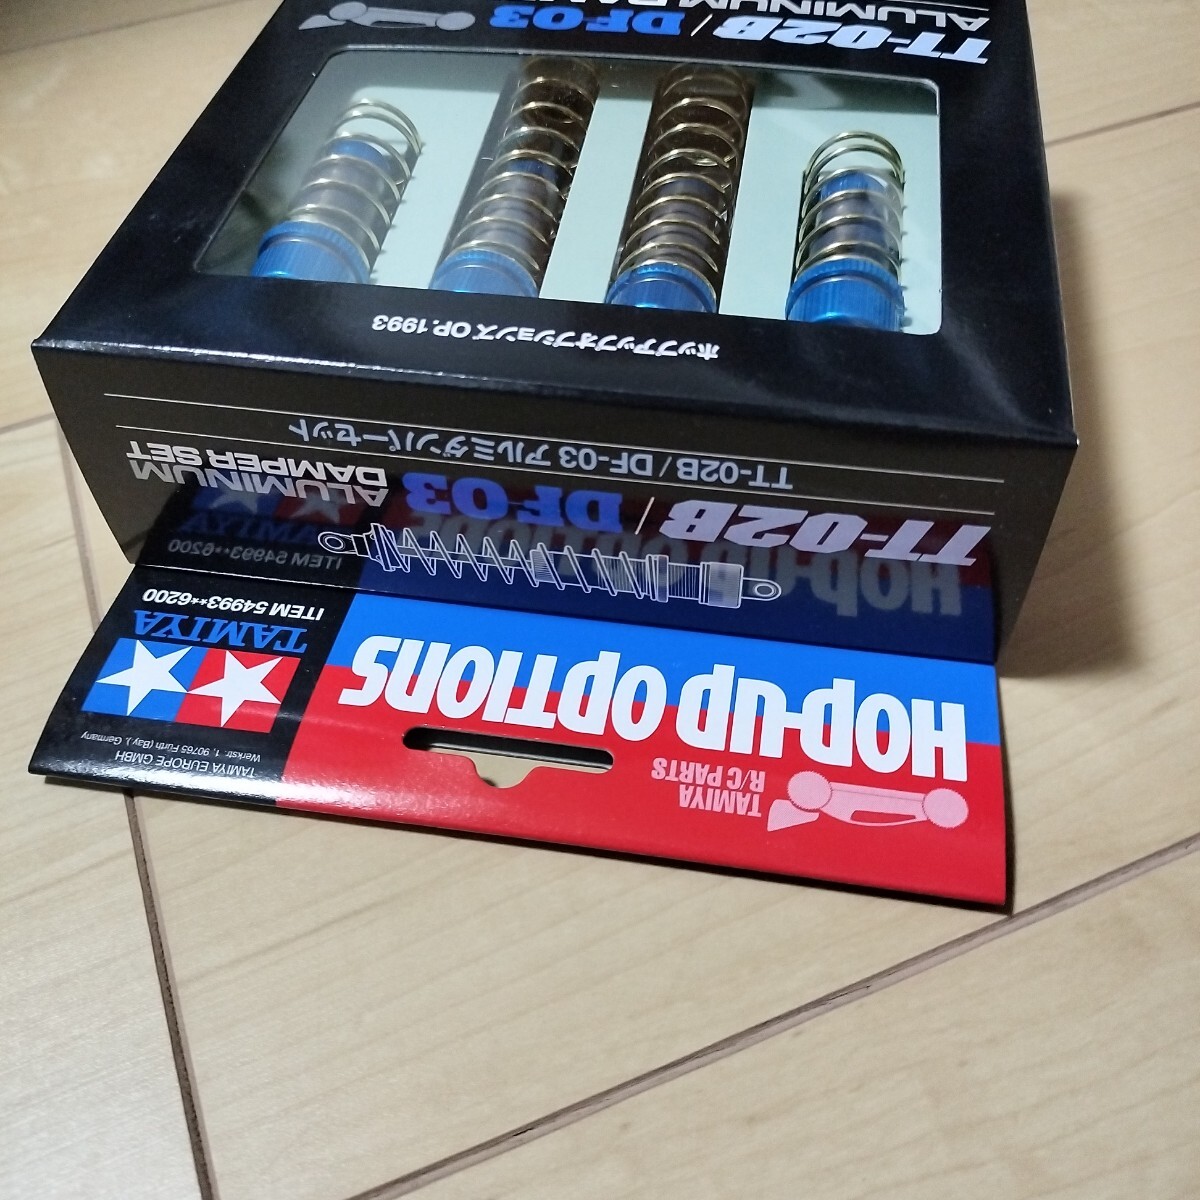 TAMIYA
R/C PARTS
HOP-UP OPTIONS
TAMIYA EUROPE GMBH
Werkstr. 1, 90765 Fürth (Bay.), Germany
TAMIYA
ITEM 54993**6200
TT-02B / DF-03
ALUMINUM
DAMPER SET
TT-02B / DF-03 アルミダンパーセット
ホップアップオプションズ OP.1993
TT-02B / DF-03
ALUMINUM
HOP-UP OPTIONS
TAMIYA
ITEM 54993**6200